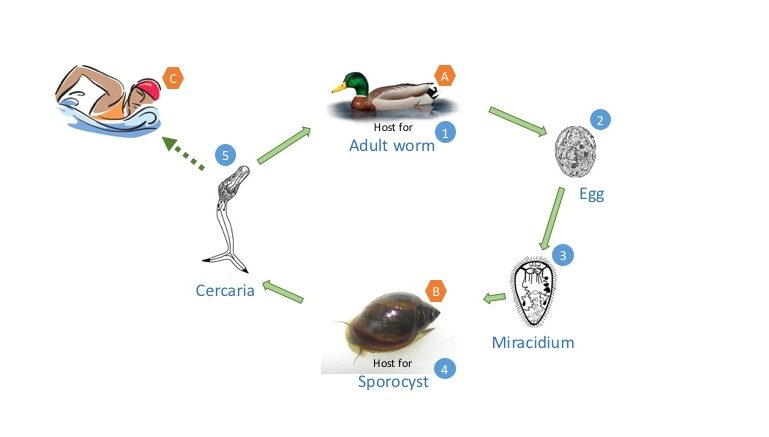 C
A
Host for
1
Adult worm
2
Egg
3
Miracidium
B
Host for
4
Sporocyst
5
Cercaria